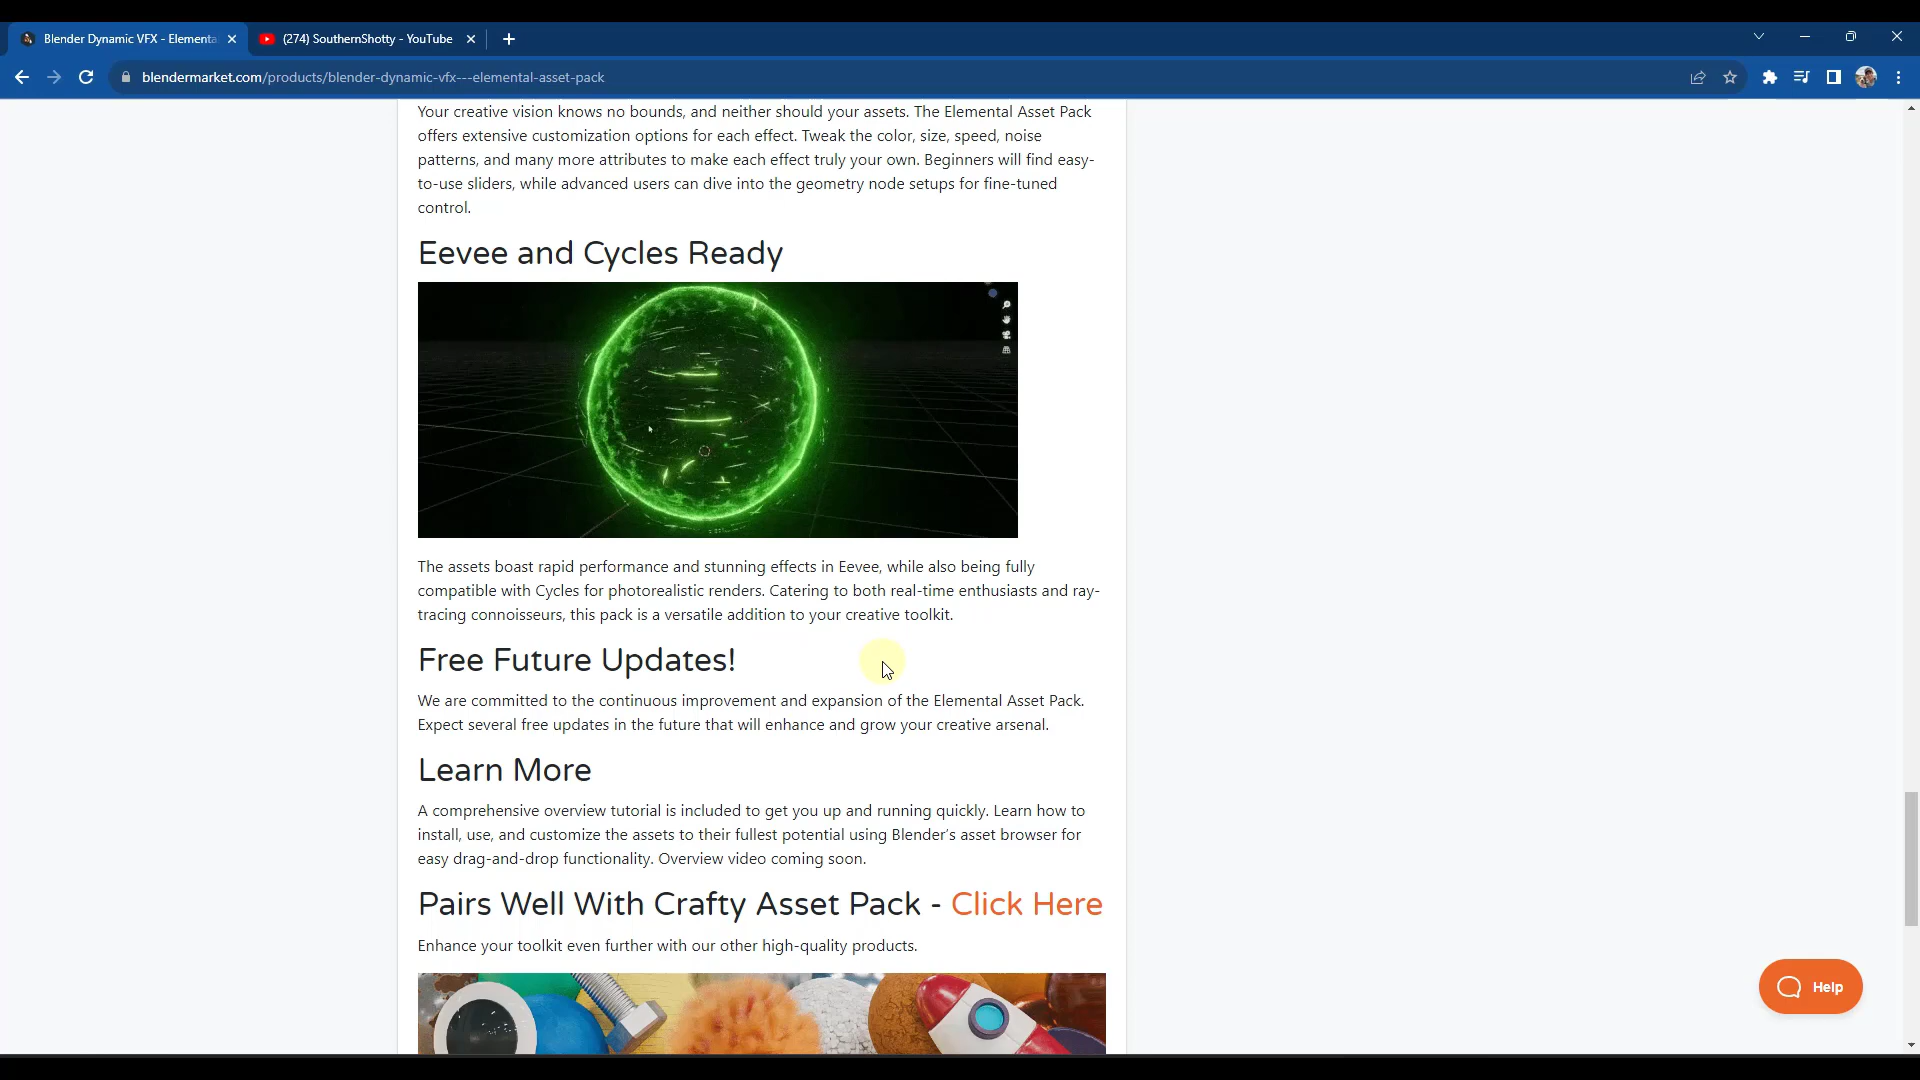 Blender Dynamic VFX - Elementa
(274) SouthernShotty - YouTube
blendermarket.com/products/blender-dynamic-vfx---elemental-asset-pack
Your creative vision knows no bounds, and neither should your assets. The Elemental Asset Pack
offers extensive customization options for each effect. Tweak the color, size, speed, noise
patterns, and many more attributes to make each effect truly your own. Beginners will find easy-
to-use sliders, while advanced users can dive into the geometry node setups for fine-tuned
control.
Eevee and Cycles Ready
The assets boast rapid performance and stunning effects in Eevee, while also being fully
compatible with Cycles for photorealistic renders. Catering to both real-time enthusiasts and ray-
tracing connoisseurs, this pack is a versatile addition to your creative toolkit.
Free Future Updates!
We are committed to the continuous improvement and expansion of the Elemental Asset Pack.
Expect several free updates in the future that will enhance and grow your creative arsenal.
Learn More
A comprehensive overview tutorial is included to get you up and running quickly. Learn how to
install, use, and customize the assets to their fullest potential using Blender's asset browser for
easy drag-and-drop functionality. Overview video coming soon.
Pairs Well With Crafty Asset Pack - Click Here
Enhance your toolkit even further with our other high-quality products.
Help